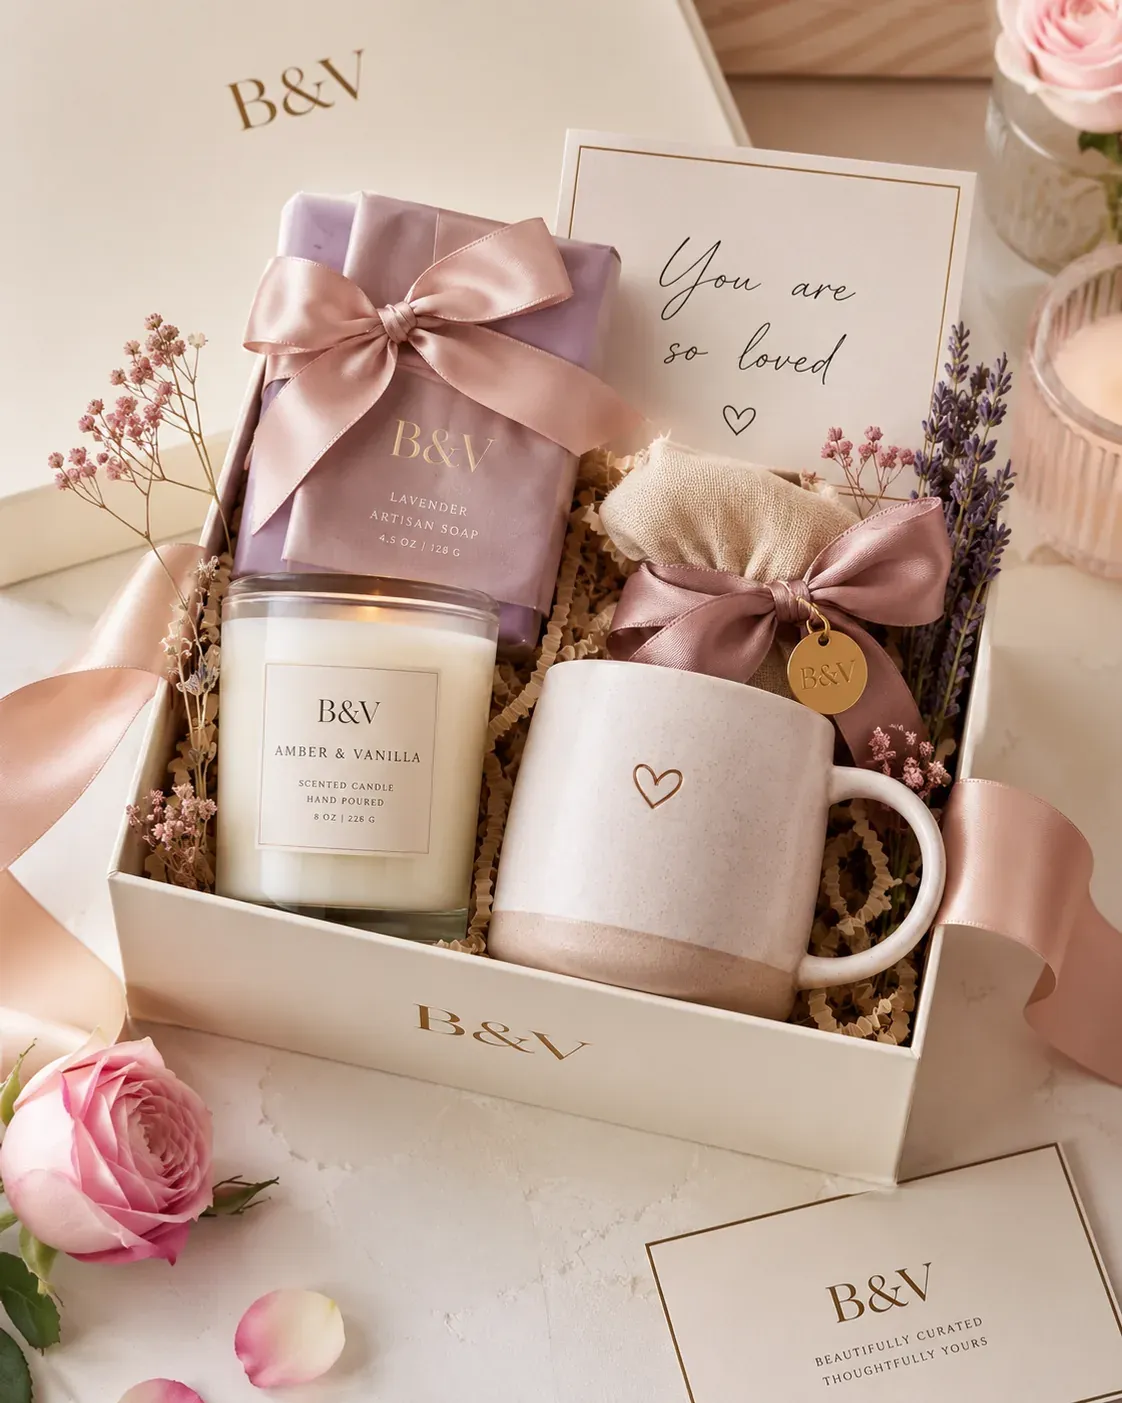 B&V
You are
so loved
B&V
LAVENDER
ARTISAN SOAP
4.5 OZ | 128 G
B&V
B&V
AMBER & VANILLA
SCENTED CANDLE
HAND POURED
8 OZ | 226 G
B&V
B&V
BEAUTIFULLY CURATED
THOUGHTFULLY YOURS